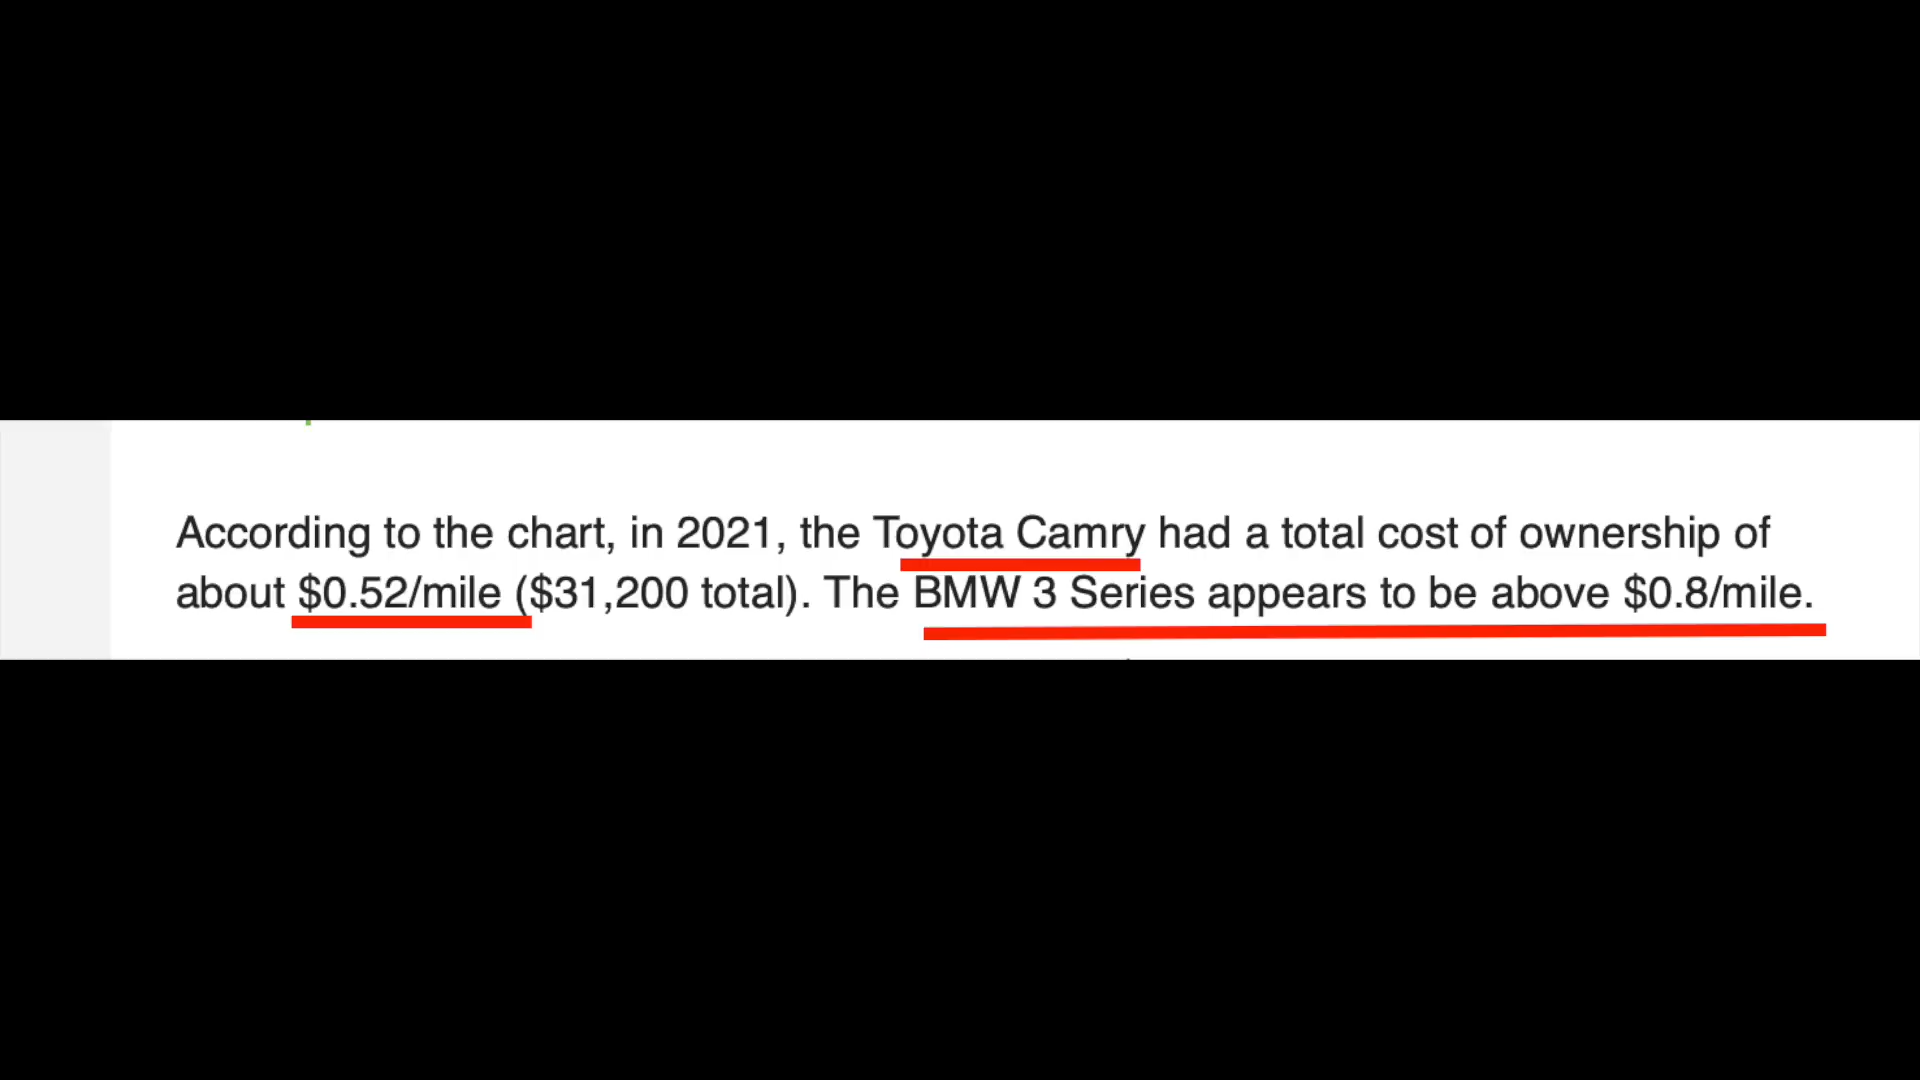 According to the chart, in 2021, the Toyota Camry had a total cost of ownership of
about $0.52/mile ($31,200 total). The BMW 3 Series appears to be above $0.8/mile.